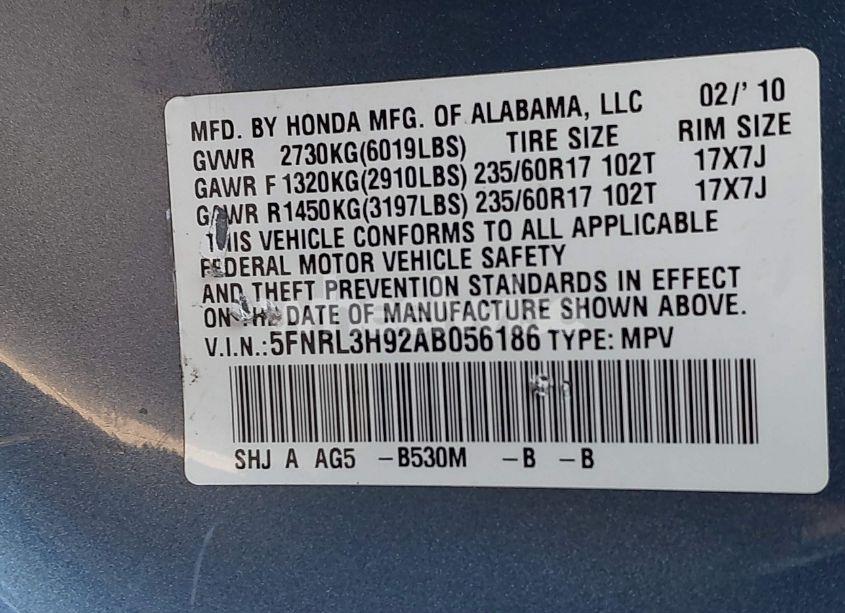 MFD. BY HONDA MFG. OF ALABAMA, LLC 02/' 10
GVWR 2730KG(6019LBS) TIRE SIZE RIM SIZE
GAWR F 1320KG(2910LBS) 235/60R17 102T 17X7J
GAWR R1450KG(3197LBS) 235/60R17 102T 17X7J
THIS VEHICLE CONFORMS TO ALL APPLICABLE
FEDERAL MOTOR VEHICLE SAFETY
AND THEFT PREVENTION STANDARDS IN EFFECT
ON THE DATE OF MANUFACTURE SHOWN ABOVE.
V.I.N.:5FNRL3H92AB056186 TYPE: MPV
SHJ A AG5 -B530M -B -B